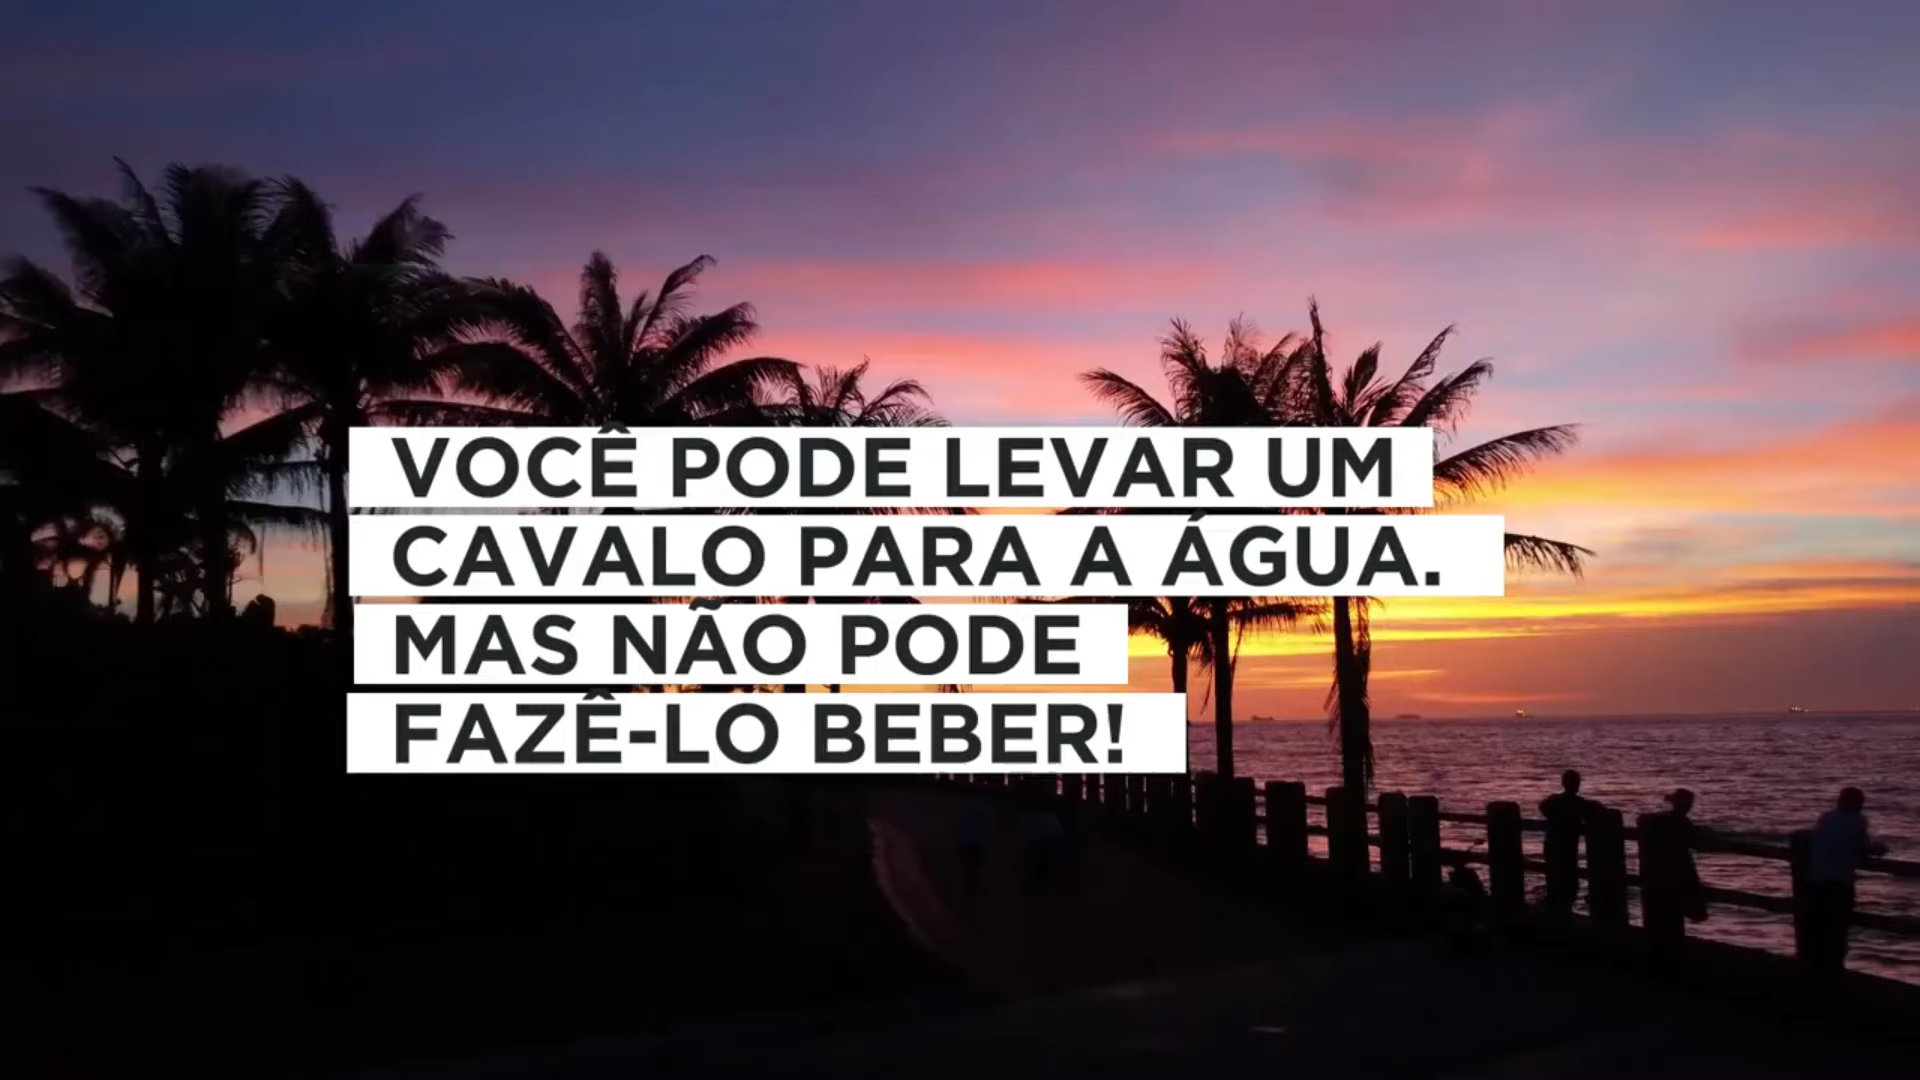 VOCÊ PODE LEVAR UM
CAVALO PARA A ÁGUA.
MAS NÃO PODE
FAZÊ-LO BEBER!